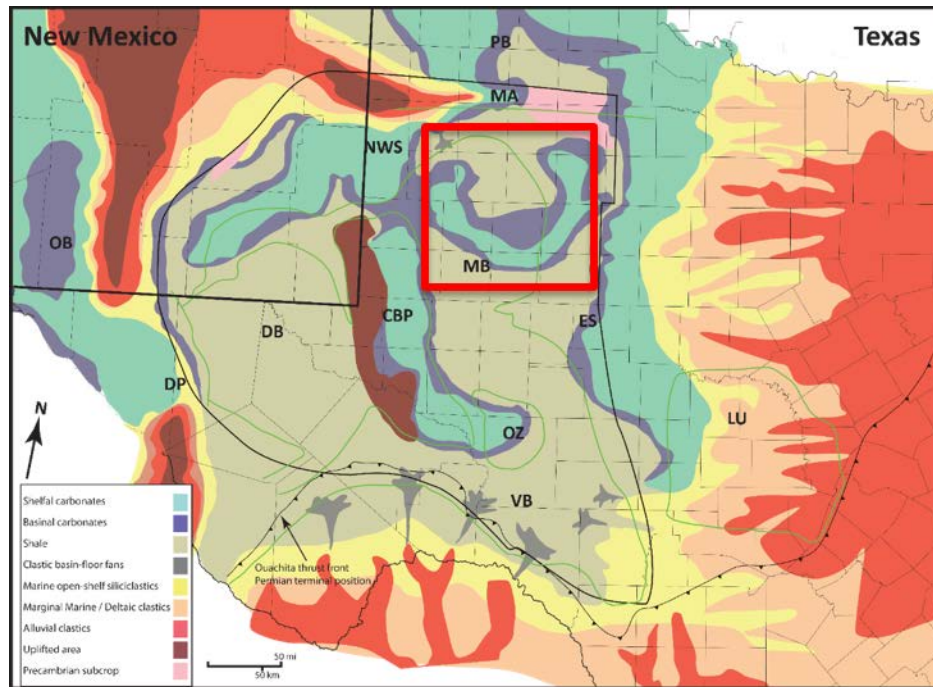 New Mexico
Texas
PB
MA
NWS
OB
MB
DB
CBP
ES
DP
OZ
LU
VB
N
Ouachita thrust front
Permian terminal position
Shelfal carbonates
Basinal carbonates
Shale
Clastic basin-floor fans
Marine open-shelf siliciclastics
Marginal Marine / Deltaic clastics
Alluvial clastics
Uplifted area
Precambrian subcrop
50 mi
50 km